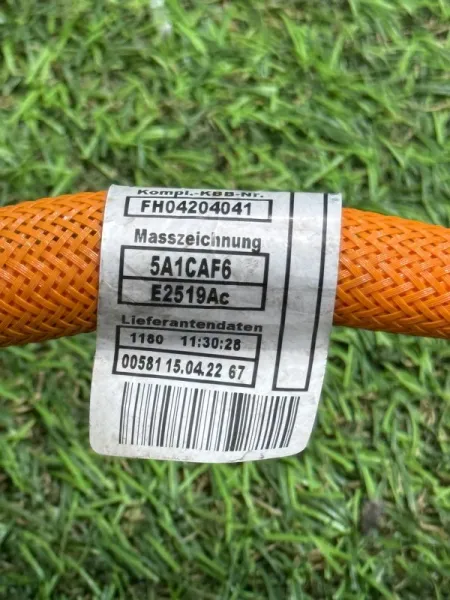 Kompl.-KBB-Nr.
FH04204041
Masszeichnung
5A1CAF6
E2519Ac
Lieferantendaten
1180 11:30:28
00581 15.04.22 67